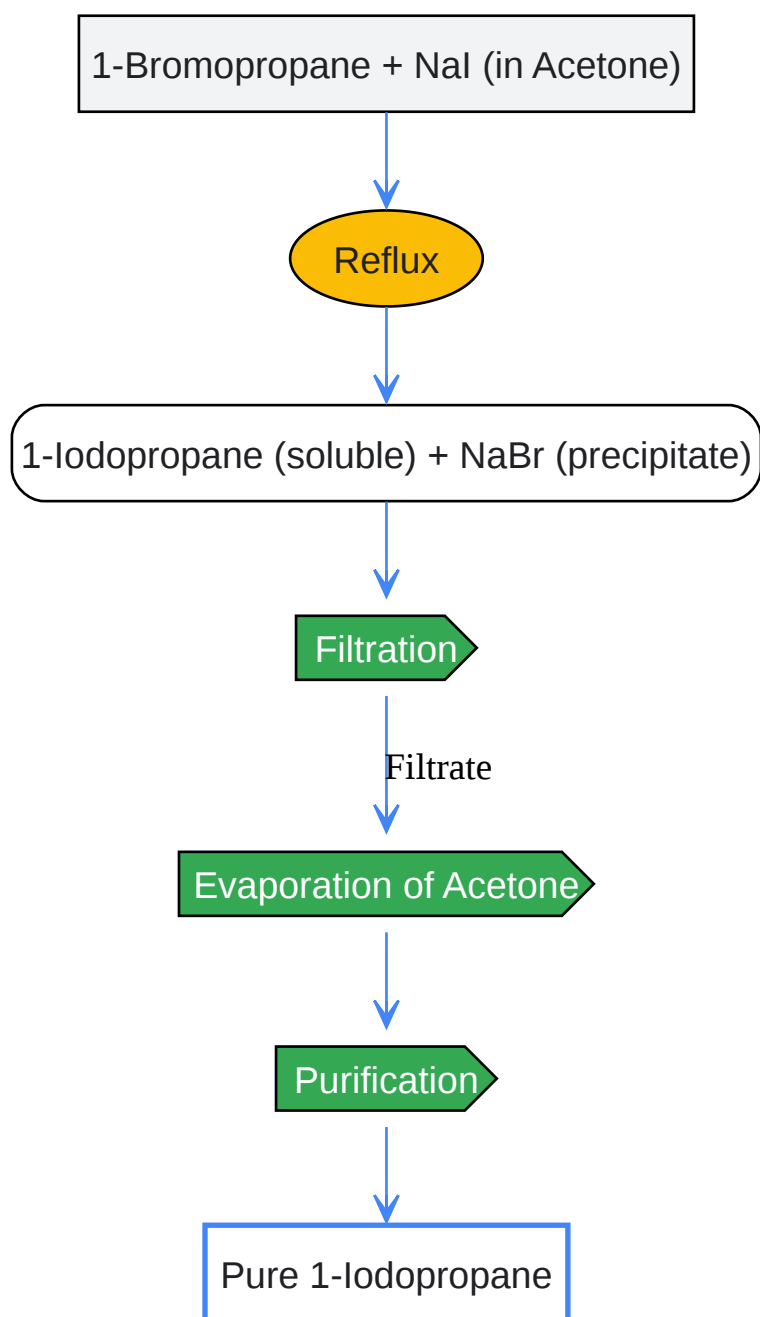 1-Bromopropane + NaI (in Acetone)
Reflux
1-Iodopropane (soluble) + NaBr (precipitate)
Filtration
Filtrate
Evaporation of Acetone
Purification
Pure 1-Iodopropane